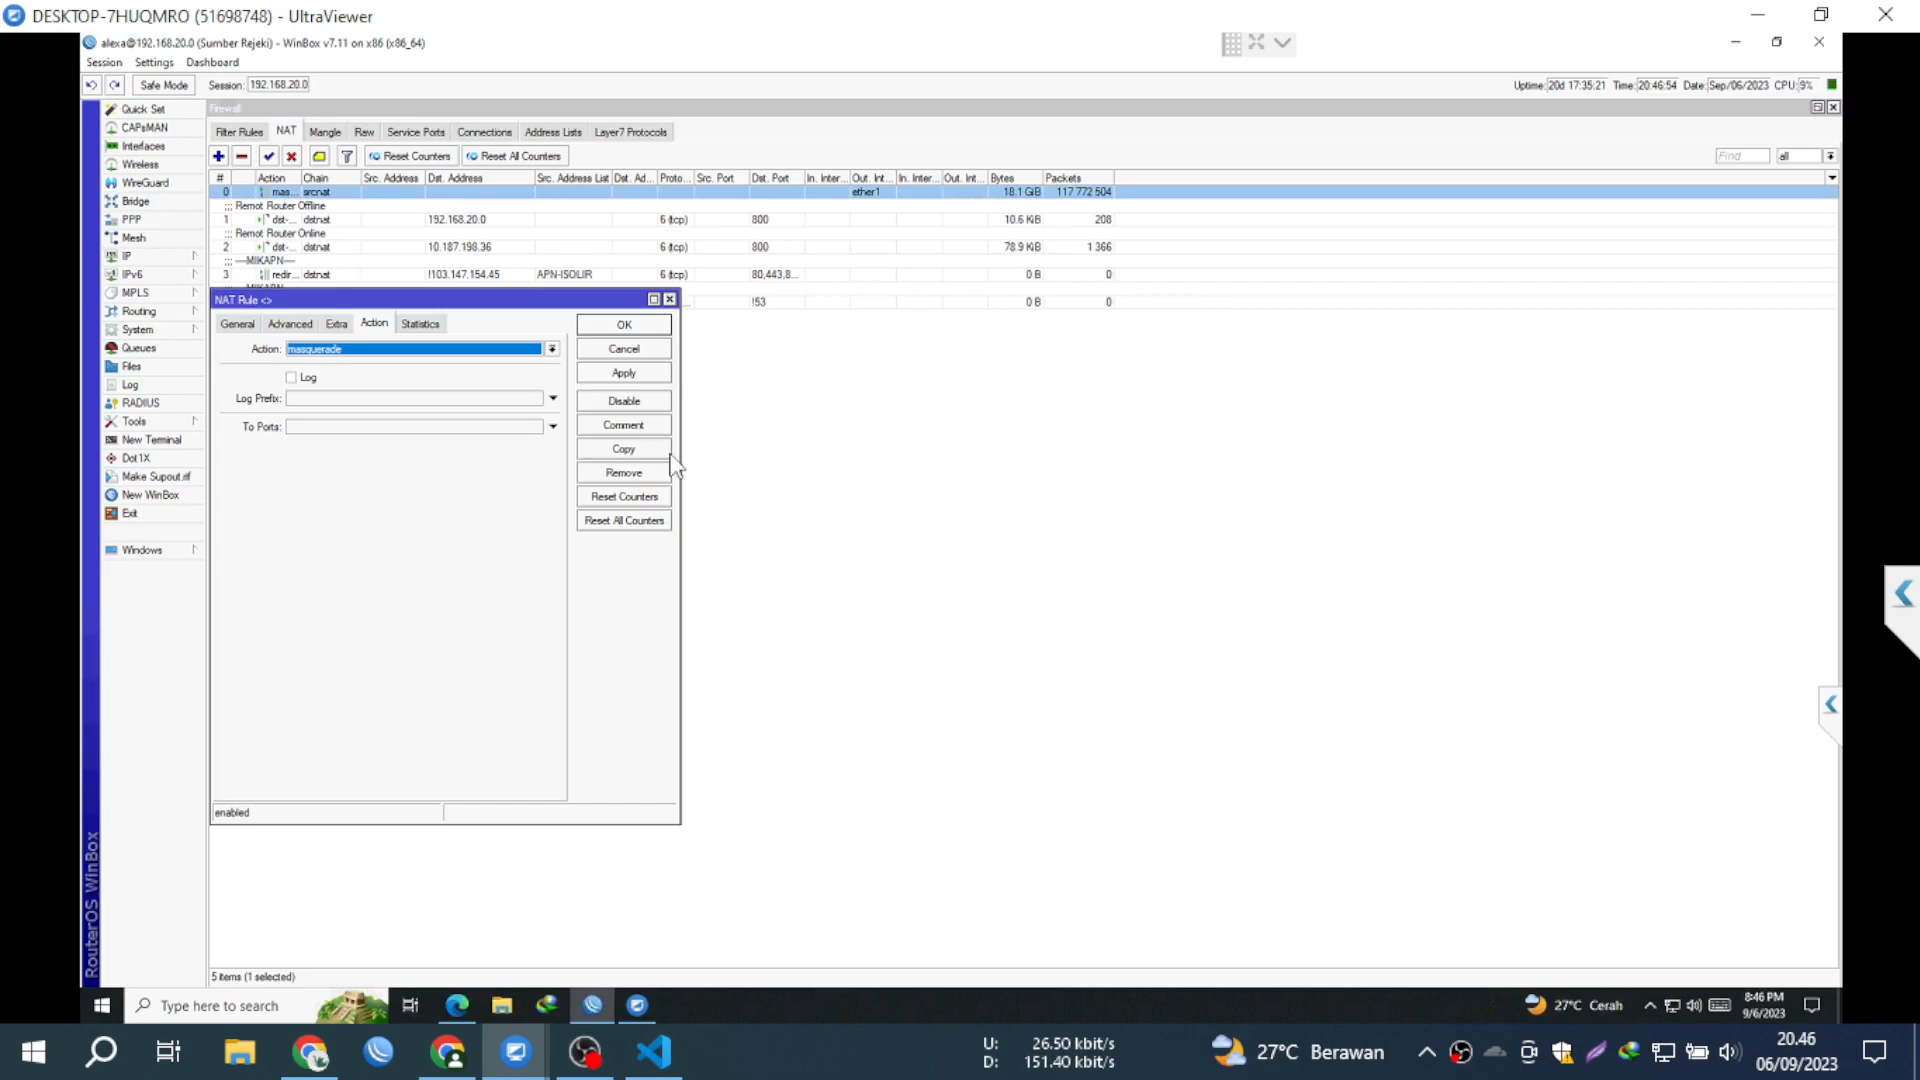 DESKTOP-7HUQMRO (51698748) - UltraViewer
alexa@192.168.20.0 (Sumber Rejeki) - WinBox v7.11 on x86 (x86_64)
Session Settings Dashboard
Safe Mode Session: 192.168.20.0 Uptime: 20d 17:35:21 Time: 20:46:54 Date: Sep/06/2023 CPU: 9%
Quick Set
CAPsMAN
Interfaces
Wireless
WireGuard
Bridge
PPP
Mesh
IP
IPv6
MPLS
Routing
System
Queues
Files
Log
RADIUS
Tools
New Terminal
Dot1X
Make Supout.rif
New WinBox
Exit
Windows
RouterOS WinBox
Firewall
Filter Rules NAT Mangle Raw Service Ports Connections Address Lists Layer7 Protocols
Reset Counters Reset All Counters Find all
# Action Chain Src. Address Dst. Address Src. Address List Dst. Ad... Proto... Src. Port Dst. Port In. Inter... Out. Int... In. Inter... Out. Int... Bytes Packets
0 mas... srcnat ether1 18.1 GiB 117 772 504
;;; Remot Router Offline
1 dst-... dstnat 192.168.20.0 6 (tcp) 800 10.6 KiB 208
;;; Remot Router Online
2 dst-... dstnat 10.187.198.36 6 (tcp) 800 78.9 KiB 1 366
;;; —MIKAPN—
3 redir... dstnat !103.147.154.45 APN-ISOLIR 6 (tcp) 80,443,8... 0 B 0
!53 0 B 0
NAT Rule <>
General Advanced Extra Action Statistics
Action: masquerade
Log
Log Prefix:
To Ports:
OK
Cancel
Apply
Disable
Comment
Copy
Remove
Reset Counters
Reset All Counters
enabled
5 items (1 selected)
Type here to search 27°C Cerah 8:46 PM
9/6/2023
U: 26.50 kbit/s
D: 151.40 kbit/s
27°C Berawan
20.46
06/09/2023